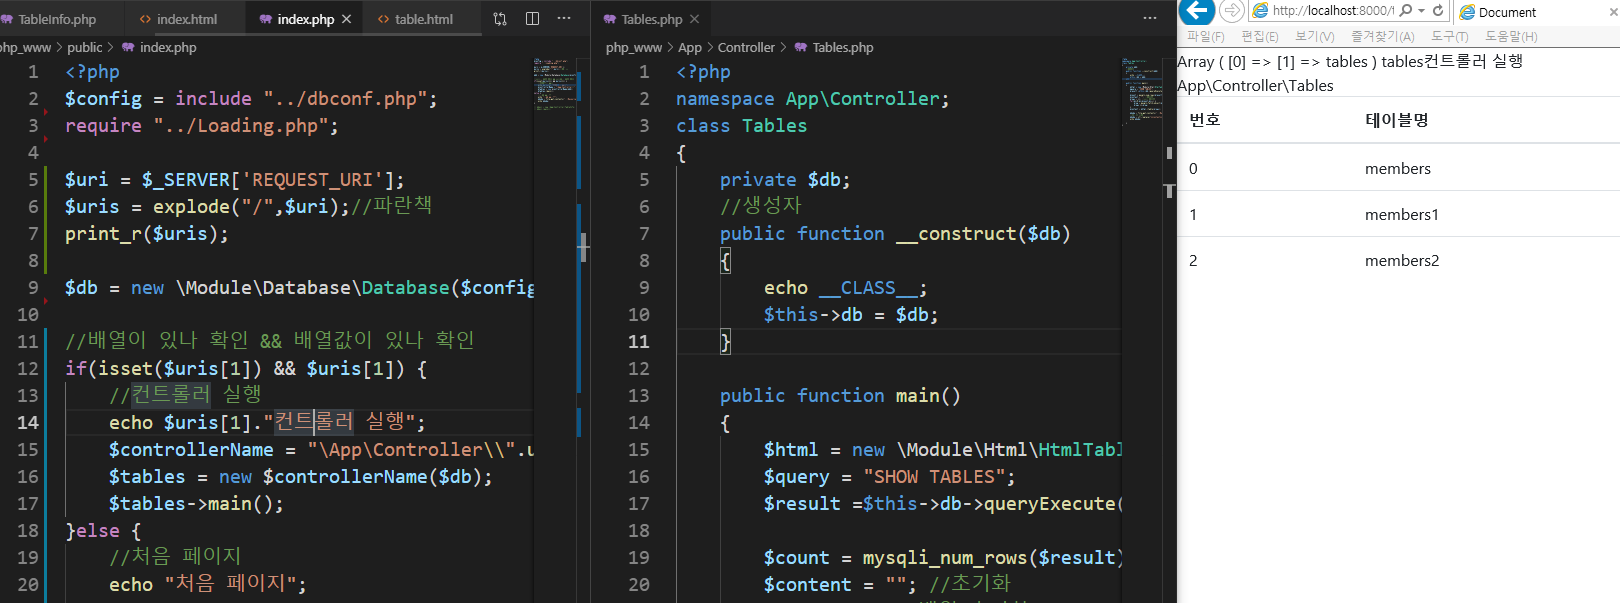 TableInfo.php
index.html
index.php
table.html
php_www > public > index.php
1 <?php
2 $config = include "../dbconf.php";
3 require "../Loading.php";
4
5 $uri = $_SERVER['REQUEST_URI'];
6 $uris = explode("/",$uri);//파란책
7 print_r($uris);
8
9 $db = new \Module\Database\Database($config
10
11 //배열이 있나 확인 && 배열값이 있나 확인
12 if(isset($uris[1]) && $uris[1]) {
13 //컨트롤러 실행
14 echo $uris[1]."컨트롤러 실행";
15 $controllerName = "\App\Controller\\".u
16 $tables = new $controllerName($db);
17 $tables->main();
18 }else {
19 //처음 페이지
20 echo "처음 페이지";
Tables.php
php_www > App > Controller > Tables.php
1 <?php
2 namespace App\Controller;
3 class Tables
4 {
5 private $db;
6 //생성자
7 public function __construct($db)
8 {
9 echo __CLASS__;
10 $this->db = $db;
11 }
12
13 public function main()
14 {
15 $html = new \Module\Html\HtmlTabl
16 $query = "SHOW TABLES";
17 $result =$this->db->queryExecute(
18
19 $count = mysqli_num_rows($result)
20 $content = ""; //초기화
http://localhost:8000/t
Document
파일(F) 편집(E) 보기(V) 즐겨찾기(A) 도구(T) 도움말(H)
Array ( [0] => [1] => tables ) tables컨트롤러 실행
App\Controller\Tables
번호 테이블명
0 members
1 members1
2 members2